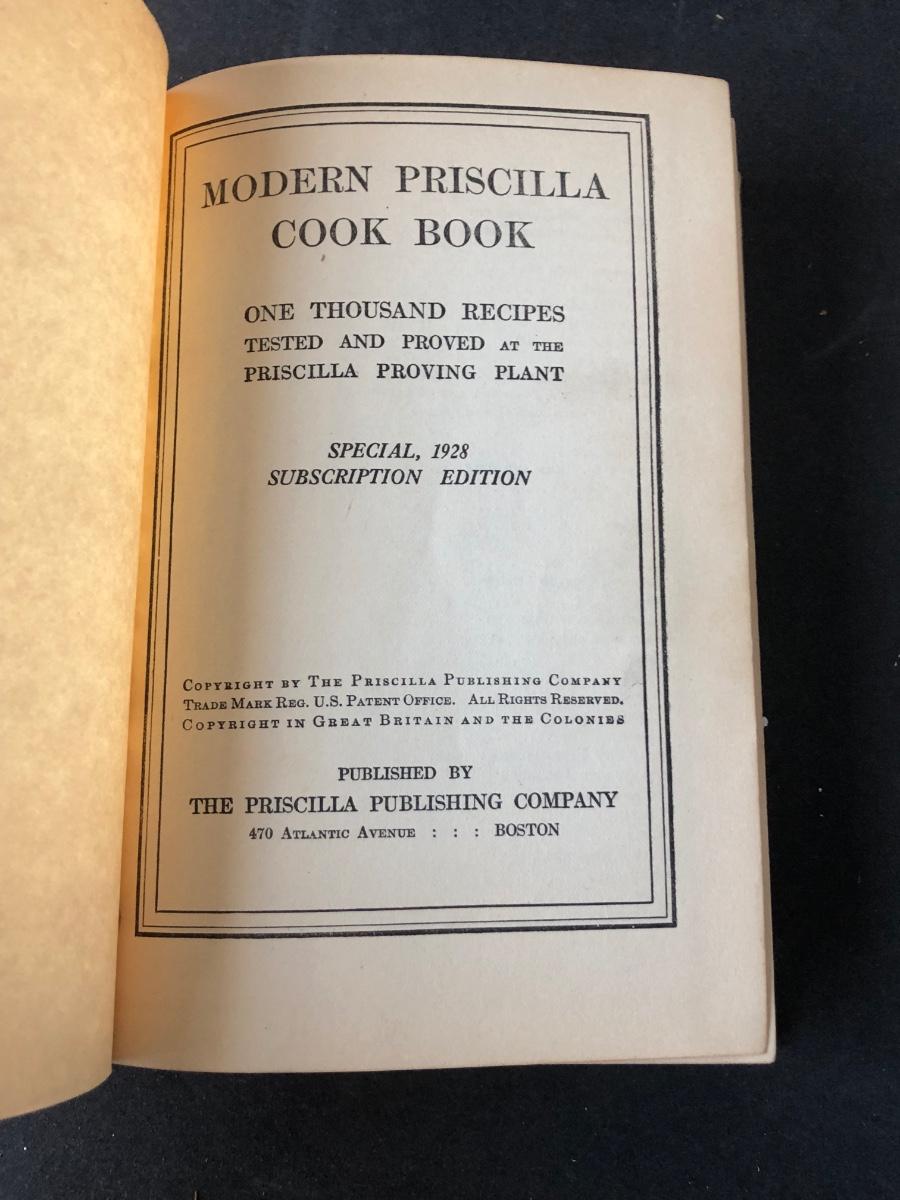 MODERN PRISCILLA
COOK BOOK
ONE THOUSAND RECIPES
TESTED AND PROVED AT THE
PRISCILLA PROVING PLANT
SPECIAL, 1928
SUBSCRIPTION EDITION
COPYRIGHT BY THE PRISCILLA PUBLISHING COMPANY
TRADE MARK REG. U.S. PATENT OFFICE. ALL RIGHTS RESERVED.
COPYRIGHT IN GREAT BRITAIN AND THE COLONIES
PUBLISHED BY
THE PRISCILLA PUBLISHING COMPANY
470 ATLANTIC AVENUE : : : BOSTON